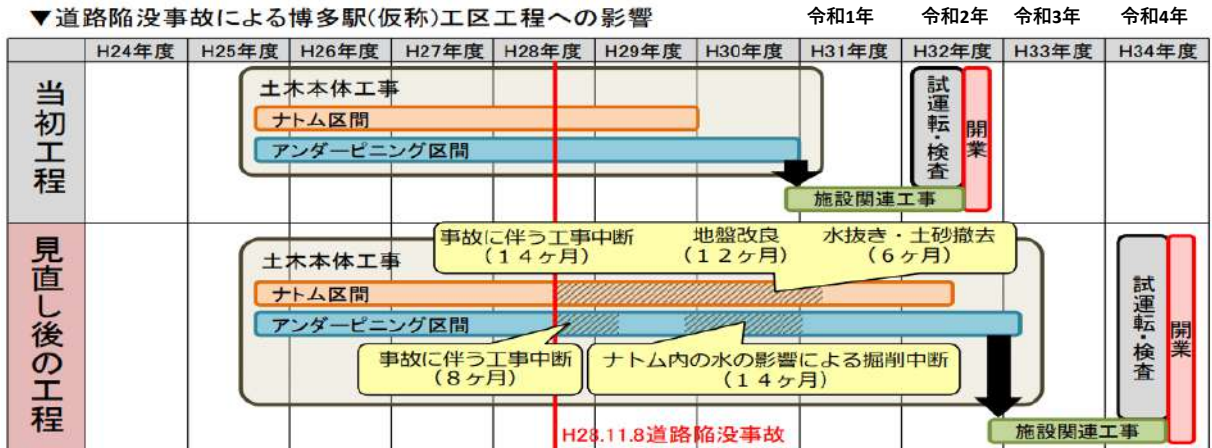 ▼道路陥没事故による博多駅(仮称)工区工程への影響
令和1年 令和2年 令和3年 令和4年
H24年度 H25年度 H26年度 H27年度 H28年度 H29年度 H30年度 H31年度 H32年度 H33年度 H34年度
当初工程
土木本体工事
ナトム区間
アンダーピニング区間
施設関連工事
試運転・検査
開業
見直し後の工程
土木本体工事
事故に伴う工事中断 地盤改良 水抜き・土砂撤去
(14ヶ月) (12ヶ月) (6ヶ月)
ナトム区間
アンダーピニング区間
事故に伴う工事中断
(8ヶ月)
ナトム内の水の影響による掘削中断
(14ヶ月)
H28.11.8道路陥没事故
施設関連工事
試運転・検査
開業